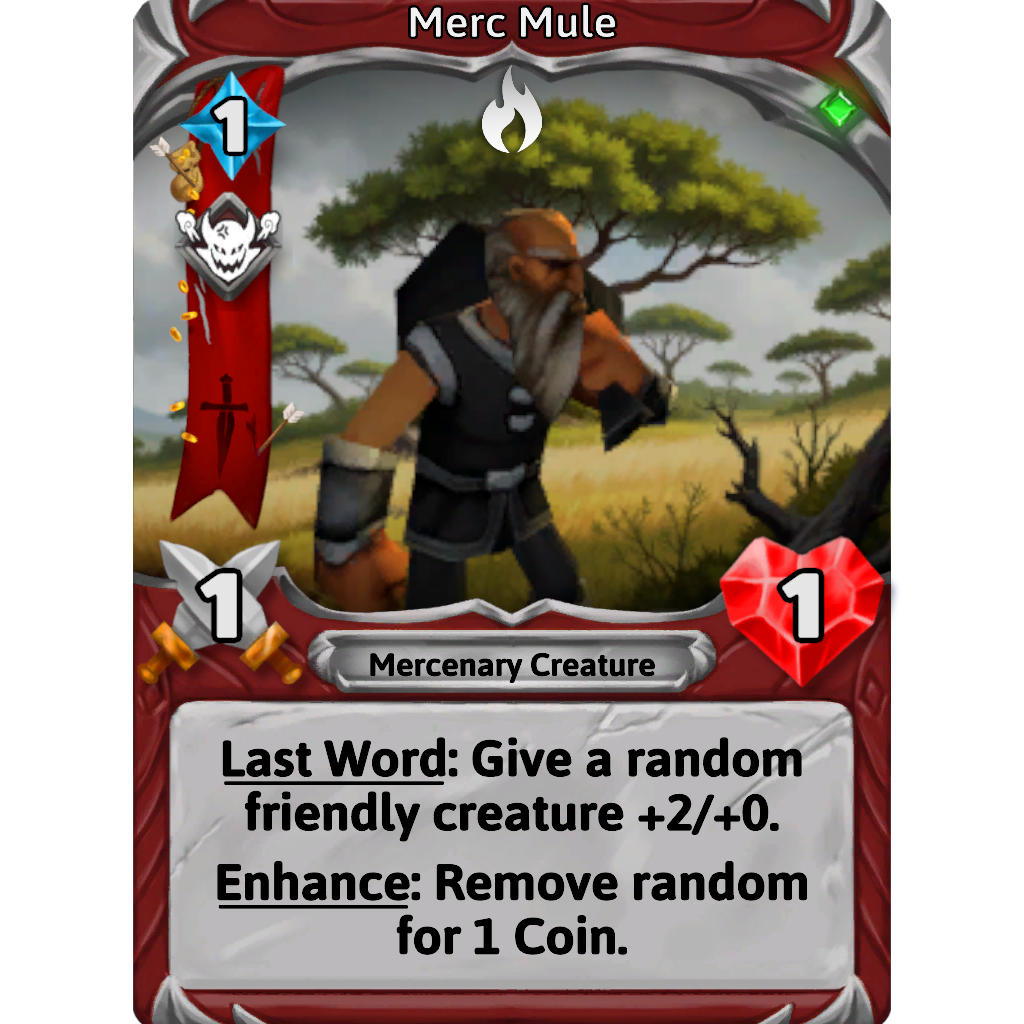 Merc Mule
1
1
1
Mercenary Creature
Last Word: Give a random
friendly creature +2/+0.
Enhance: Remove random
for 1 Coin.